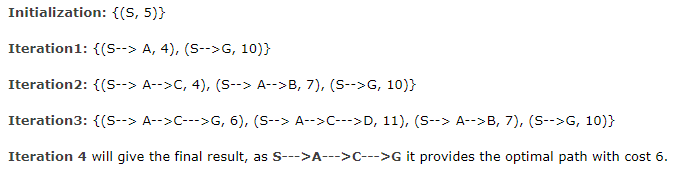 Initialization: {(S, 5)}
Iteration1: {(S--> A, 4), (S-->G, 10)}
Iteration2: {(S--> A-->C, 4), (S--> A-->B, 7), (S-->G, 10)}
Iteration3: {(S--> A-->C--->G, 6), (S--> A-->C--->D, 11), (S--> A-->B, 7), (S-->G, 10)}
Iteration 4 will give the final result, as S--->A--->C--->G it provides the optimal path with cost 6.